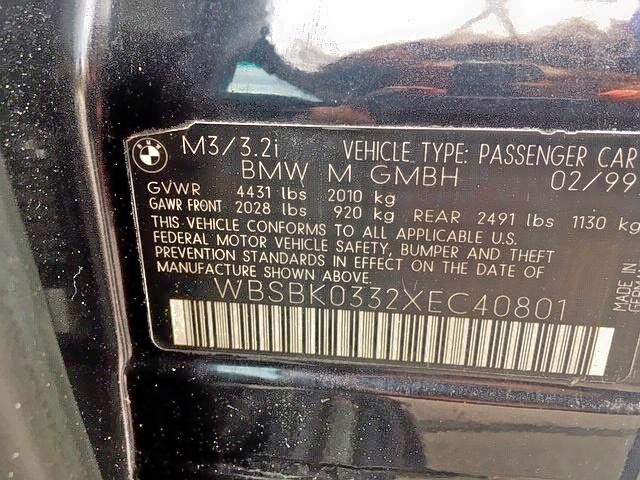 M3/3.2i VEHICLE TYPE: PASSENGER CAR
BMW M GMBH 02/99
GVWR 4431 lbs 2010 kg
GAWR FRONT 2028 lbs 920 kg REAR 2491 lbs 1130 kg
THIS VEHICLE CONFORMS TO ALL APPLICABLE U.S.
FEDERAL MOTOR VEHICLE SAFETY, BUMPER AND THEFT
PREVENTION STANDARDS IN EFFECT ON THE DATE OF
MANUFACTURE SHOWN ABOVE.
WBSBK0332XEC40801
MADE IN